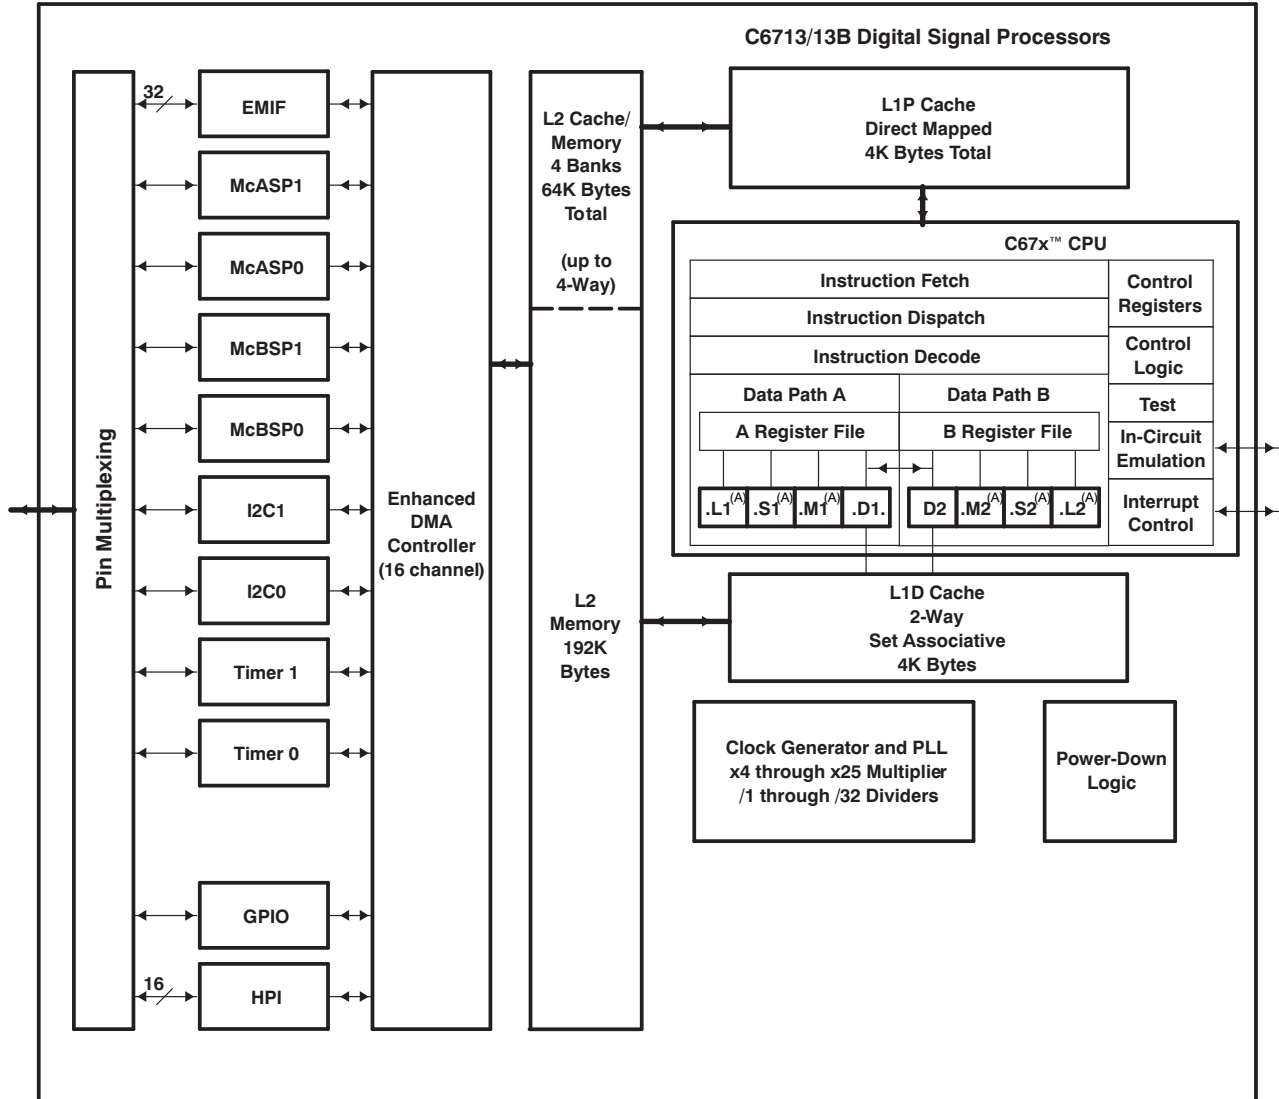 C6713/13B Digital Signal Processors
Pin Multiplexing
32
EMIF
McASP1
McASP0
McBSP1
McBSP0
I2C1
I2C0
Timer 1
Timer 0
GPIO
16
HPI
Enhanced
DMA
Controller
(16 channel)
L2 Cache/
Memory
4 Banks
64K Bytes
Total
(up to
4-Way)
L2
Memory
192K
Bytes
L1P Cache
Direct Mapped
4K Bytes Total
C67x™ CPU
Instruction Fetch
Instruction Dispatch
Instruction Decode
Data Path A
Data Path B
A Register File
B Register File
.L1(A) .S1(A) .M1(A) .D1.
D2 .M2(A) .S2(A) .L2(A)
Control
Registers
Control
Logic
Test
In-Circuit
Emulation
Interrupt
Control
L1D Cache
2-Way
Set Associative
4K Bytes
Clock Generator and PLL
x4 through x25 Multiplier
/1 through /32 Dividers
Power-Down
Logic